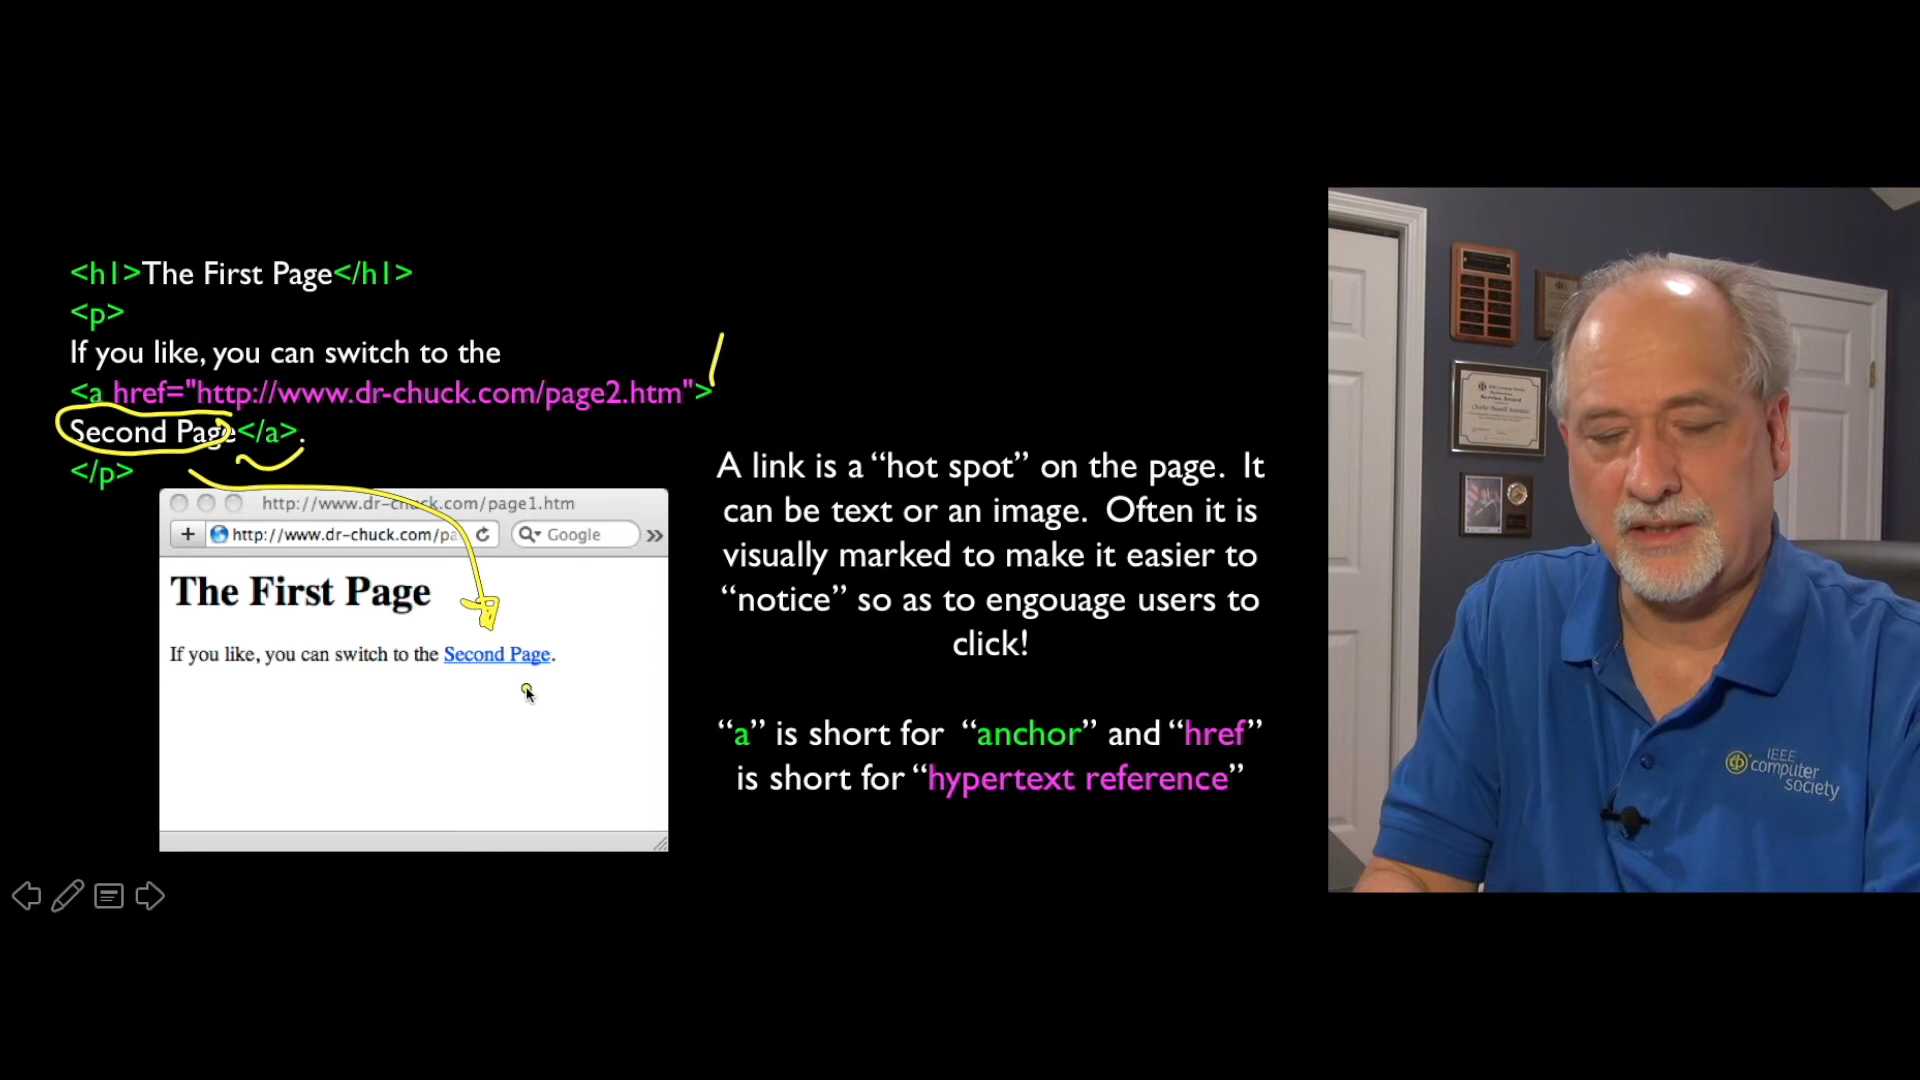 <h1>The First Page</h1>
<p>
If you like, you can switch to the
<a href="http://www.dr-chuck.com/page2.htm">
Second Page</a>.
</p>
http://www.dr-chuck.com/page1.htm
http://www.dr-chuck.com/pa
Google
The First Page
If you like, you can switch to the Second Page.
A link is a “hot spot” on the page. It
can be text or an image. Often it is
visually marked to make it easier to
“notice” so as to engouage users to
click!
“a” is short for “anchor” and “href”
is short for “hypertext reference”
IEEE
computer
society